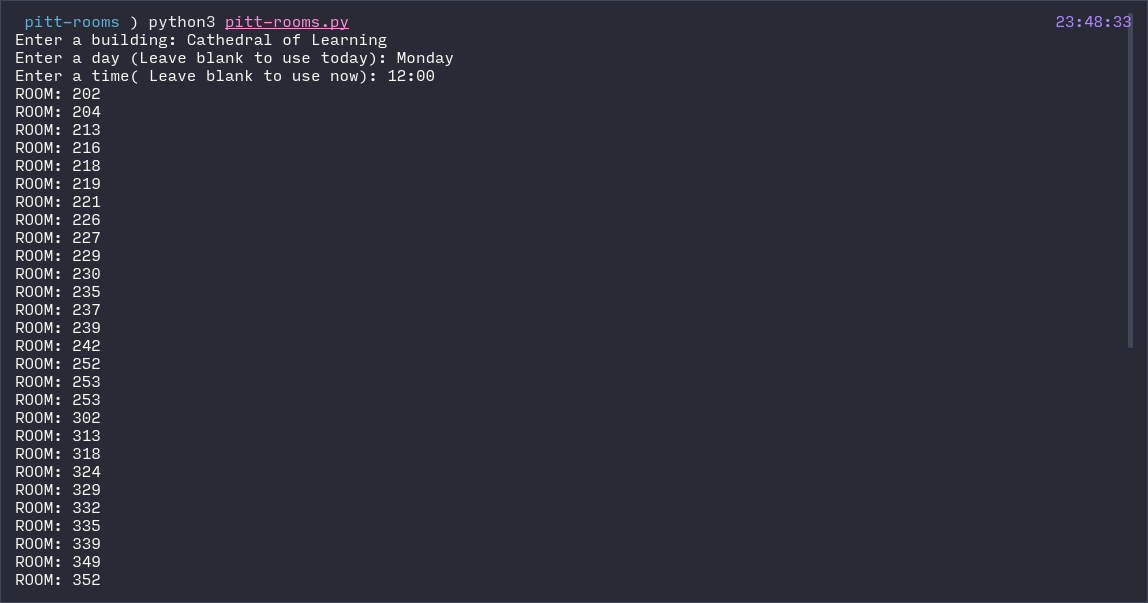 pitt-rooms ) python3 pitt-rooms.py 23:48:33
Enter a building: Cathedral of Learning
Enter a day (Leave blank to use today): Monday
Enter a time( Leave blank to use now): 12:00
ROOM: 202
ROOM: 204
ROOM: 213
ROOM: 216
ROOM: 218
ROOM: 219
ROOM: 221
ROOM: 226
ROOM: 227
ROOM: 229
ROOM: 230
ROOM: 235
ROOM: 237
ROOM: 239
ROOM: 242
ROOM: 252
ROOM: 253
ROOM: 253
ROOM: 302
ROOM: 313
ROOM: 318
ROOM: 324
ROOM: 329
ROOM: 332
ROOM: 335
ROOM: 339
ROOM: 349
ROOM: 352